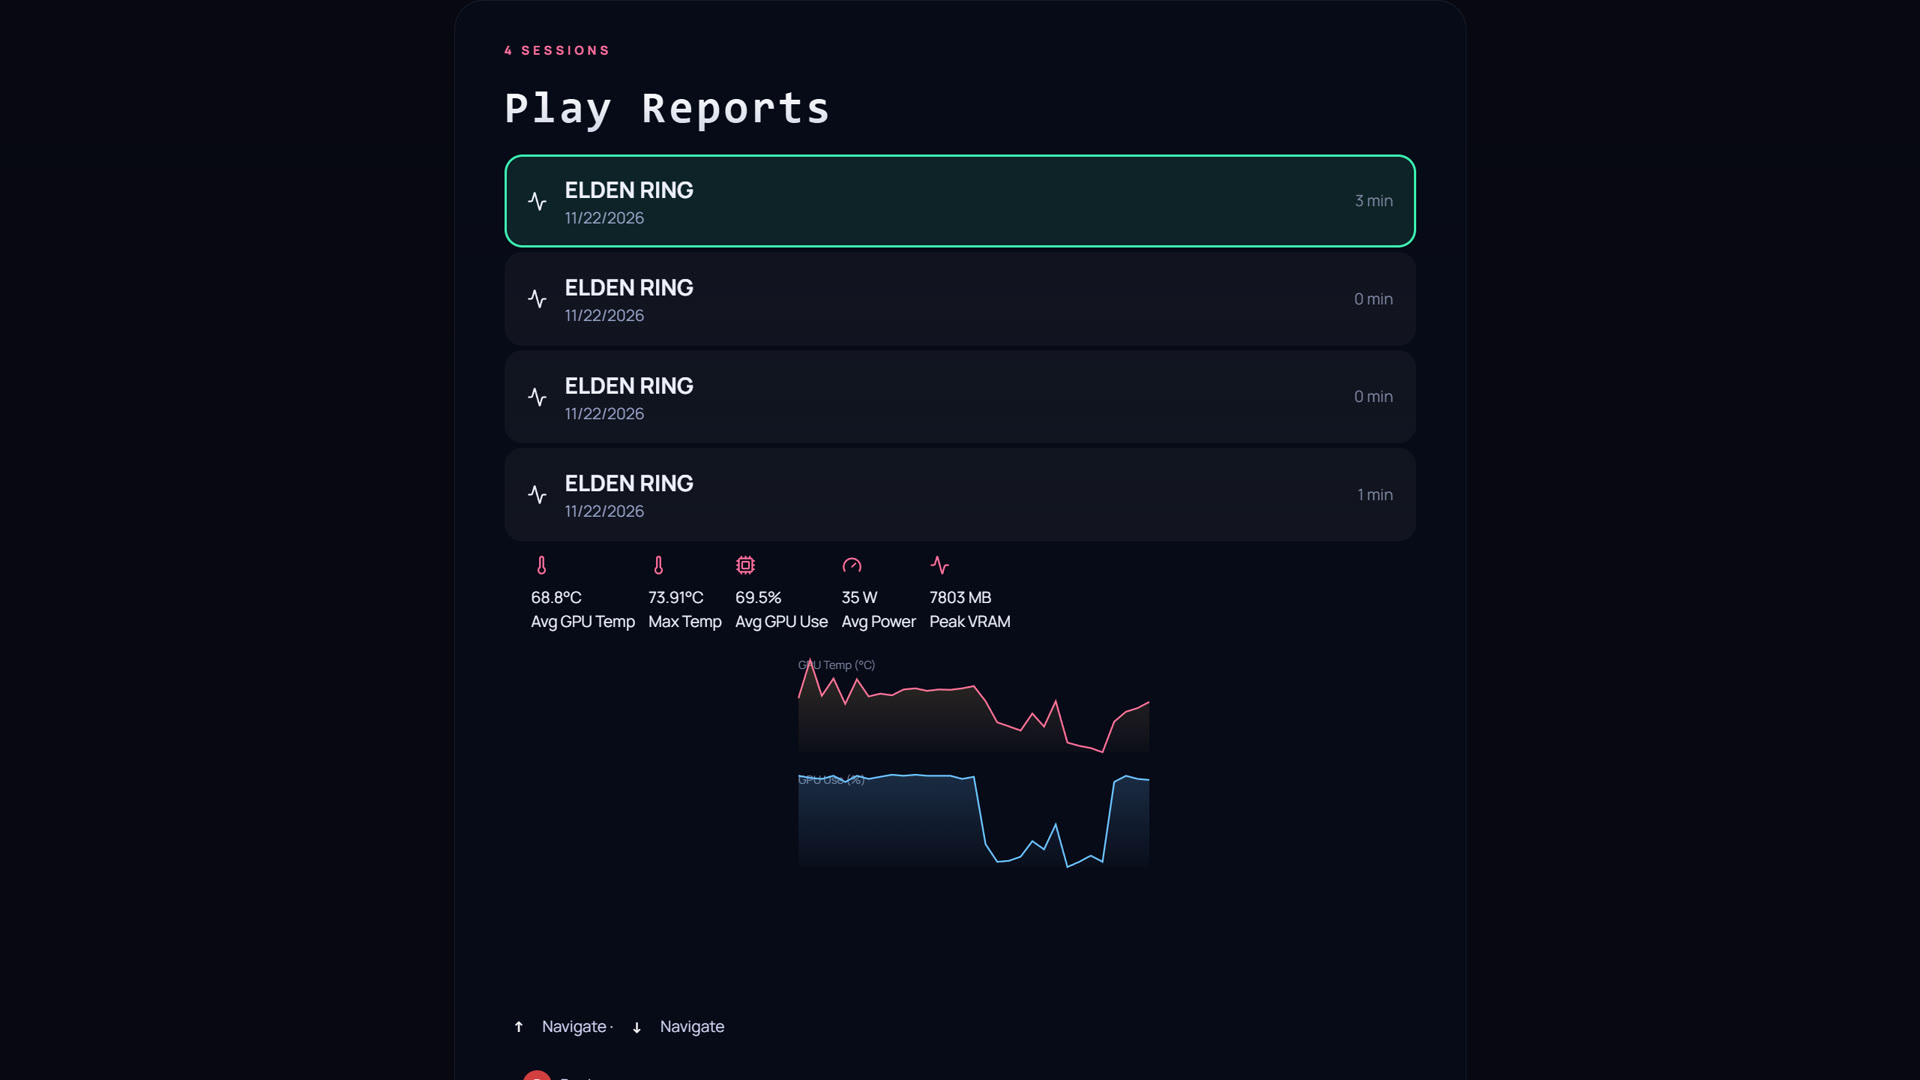 4 SESSIONS
Play Reports
ELDEN RING
11/22/2026
3 min
ELDEN RING
11/22/2026
0 min
ELDEN RING
11/22/2026
0 min
ELDEN RING
11/22/2026
1 min
68.8°C
Avg GPU Temp
73.91°C
Max Temp
69.5%
Avg GPU Use
35 W
Avg Power
7803 MB
Peak VRAM
GPU Temp (°C)
GPU Use (%)
↑ Navigate · ↓ Navigate